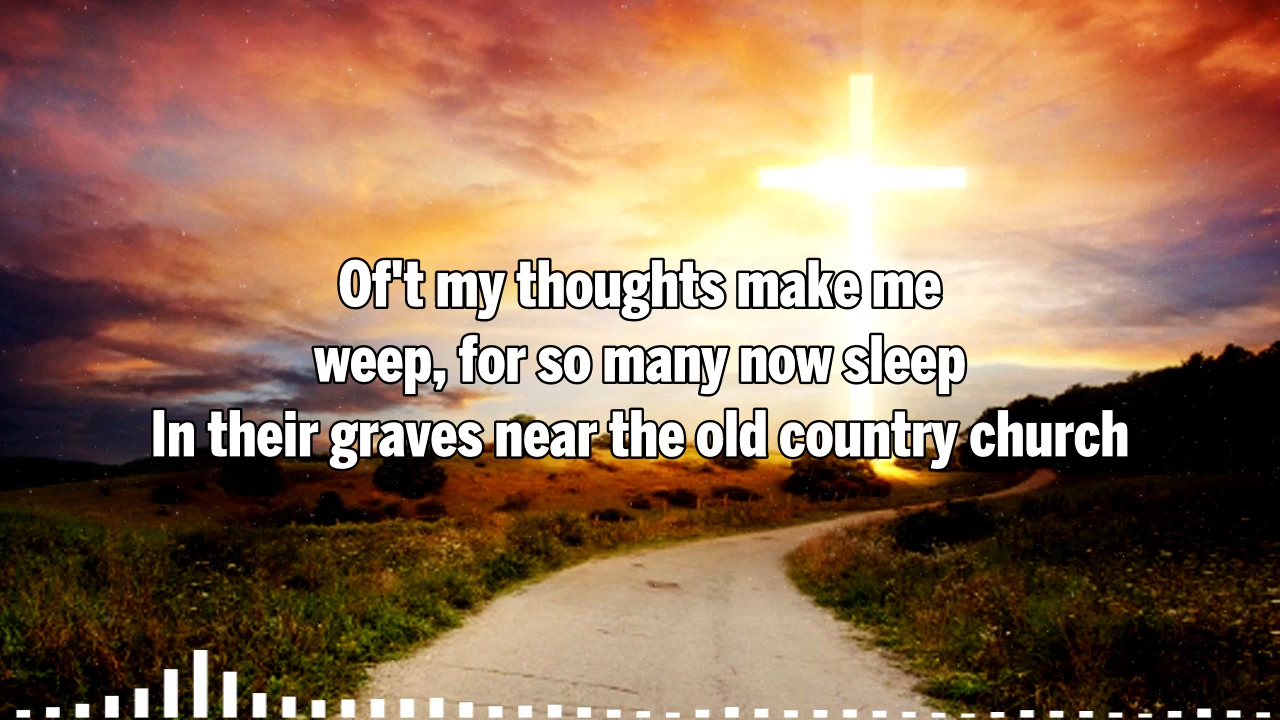 Of't my thoughts make me
weep, for so many now sleep
In their graves near the old country church